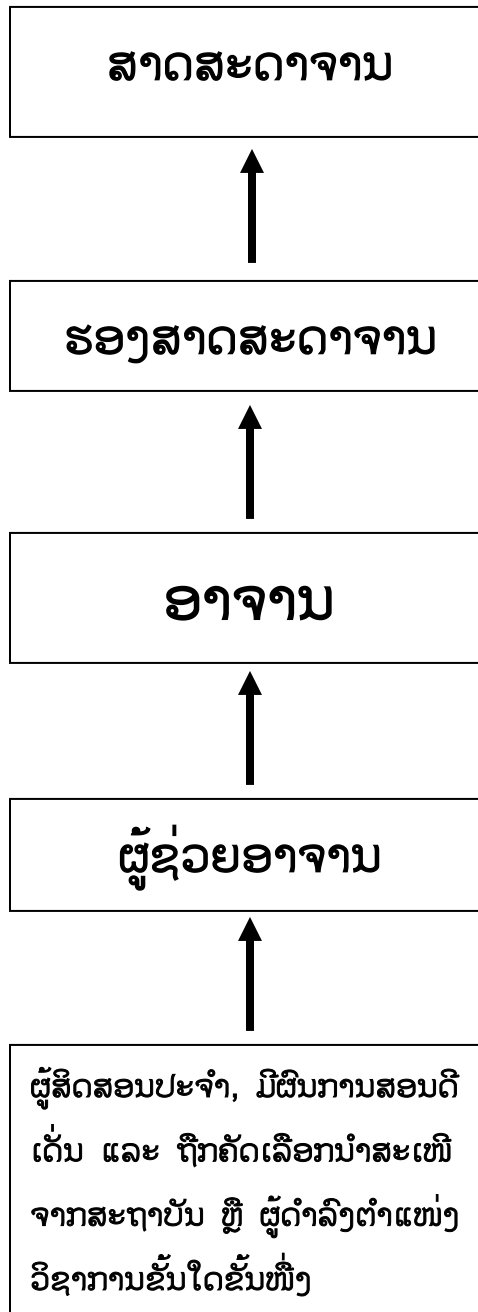 ສາດສະດາຈານ
ຮອງສາດສະດາຈານ
ອາຈານ
ຜູ້ຊ່ວຍອາຈານ
ຜູ້ສິດສອນປະຈຳ, ມີຜົນການສອນດີ
ເດັ່ນ ແລະ ຖືກຄັດເລືອກນຳສະເໜີ
ຈາກສະຖາບັນ ຫຼື ຜູ້ດຳລົງຕຳແໜ່ງ
ວິຊາການຂັ້ນໃດຂັ້ນໜຶ່ງ